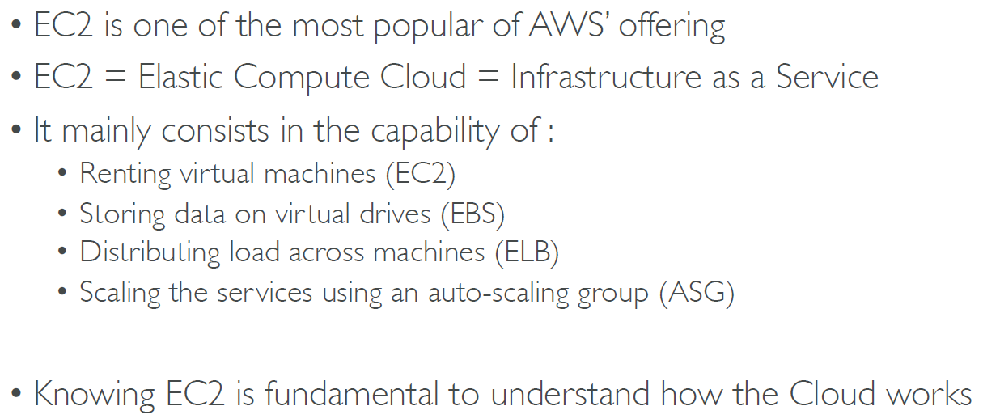 • EC2 is one of the most popular of AWS’ offering
• EC2 = Elastic Compute Cloud = Infrastructure as a Service
• It mainly consists in the capability of :
• Renting virtual machines (EC2)
• Storing data on virtual drives (EBS)
• Distributing load across machines (ELB)
• Scaling the services using an auto-scaling group (ASG)
• Knowing EC2 is fundamental to understand how the Cloud works